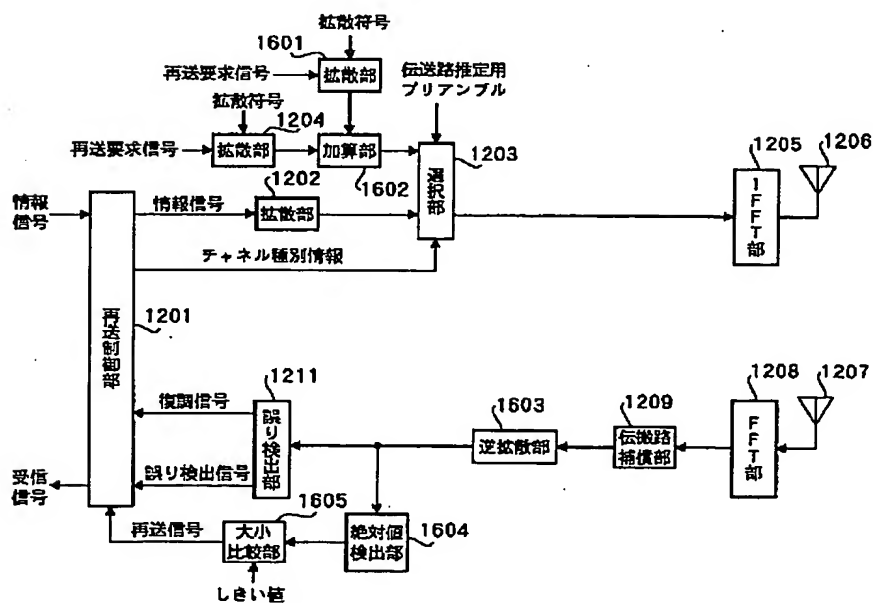 拡散符号
1601
再送要求信号
拡散部
伝送路推定用
プリアンブル
拡散符号
1204
再送要求信号
拡散部
加算部
1602
選択部
1203
1205
1206
IFFT部
情報
信号
情報信号
1202
拡散部
チャネル種別情報
再送制御部
1201
1211
復調信号
誤り検出部
誤り検出信号
1603
逆拡散部
1209
伝搬路
補償部
1208
FFT部
1207
受信
信号
再送信号
1605
大小
比較部
絶対値
検出部
1604
しきい値